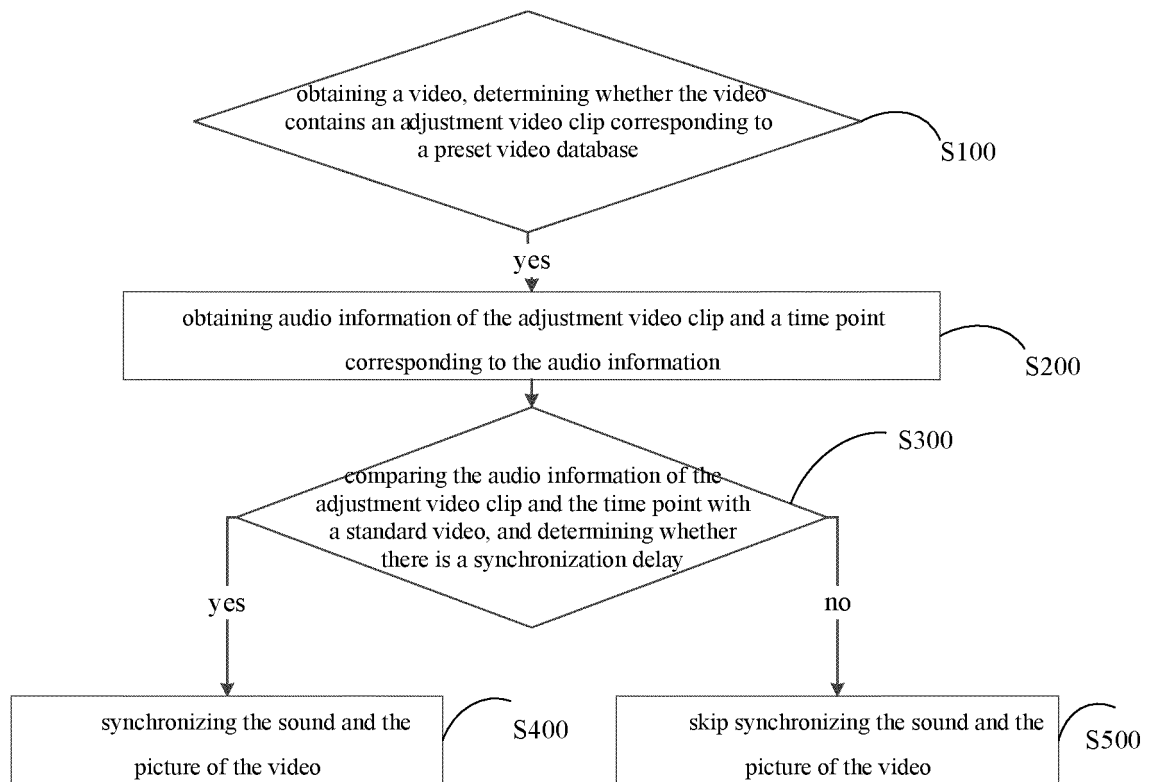 obtaining a video, determining whether the video
contains an adjustment video clip corresponding to
a preset video database
S100
yes
obtaining audio information of the adjustment video clip and a time point
corresponding to the audio information
S200
S300
comparing the audio information of the
adjustment video clip and the time point with
a standard video, and determining whether
there is a synchronization delay
yes
no
synchronizing the sound and the
picture of the video
S400
skip synchronizing the sound and the
picture of the video
S500